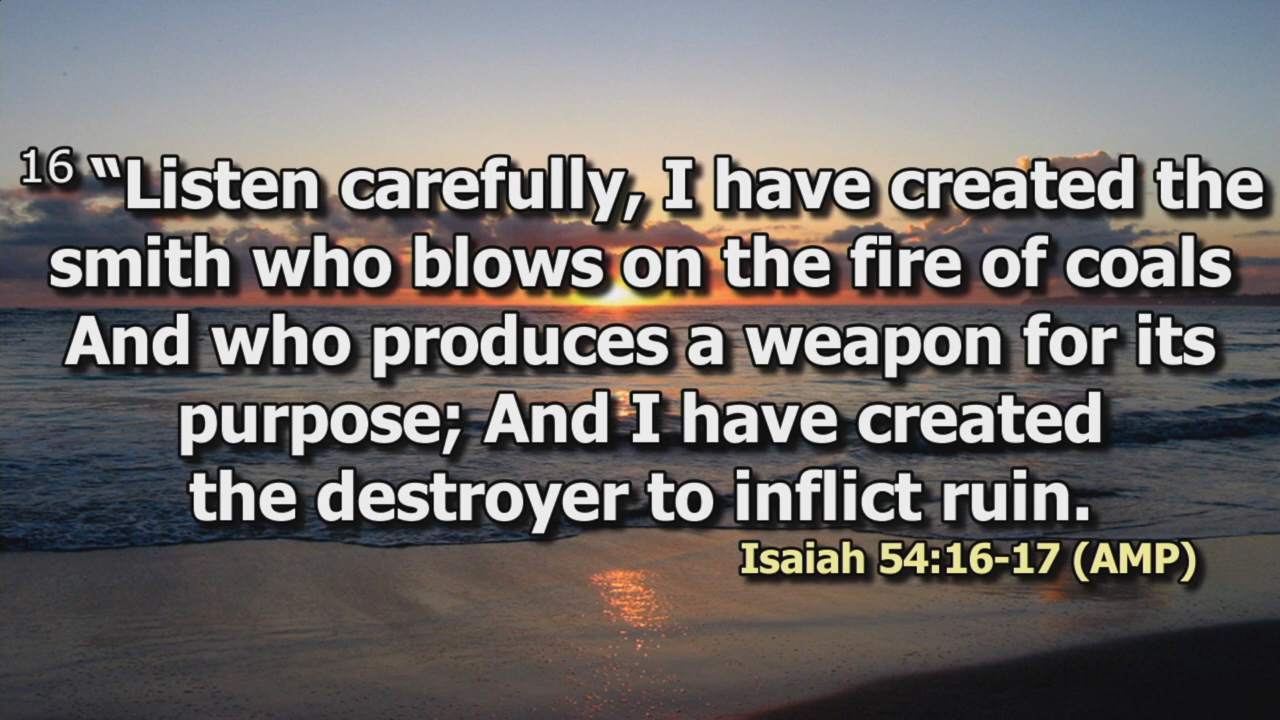 16 “Listen carefully, I have created the
smith who blows on the fire of coals
And who produces a weapon for its
purpose; And I have created
the destroyer to inflict ruin.
Isaiah 54:16-17 (AMP)